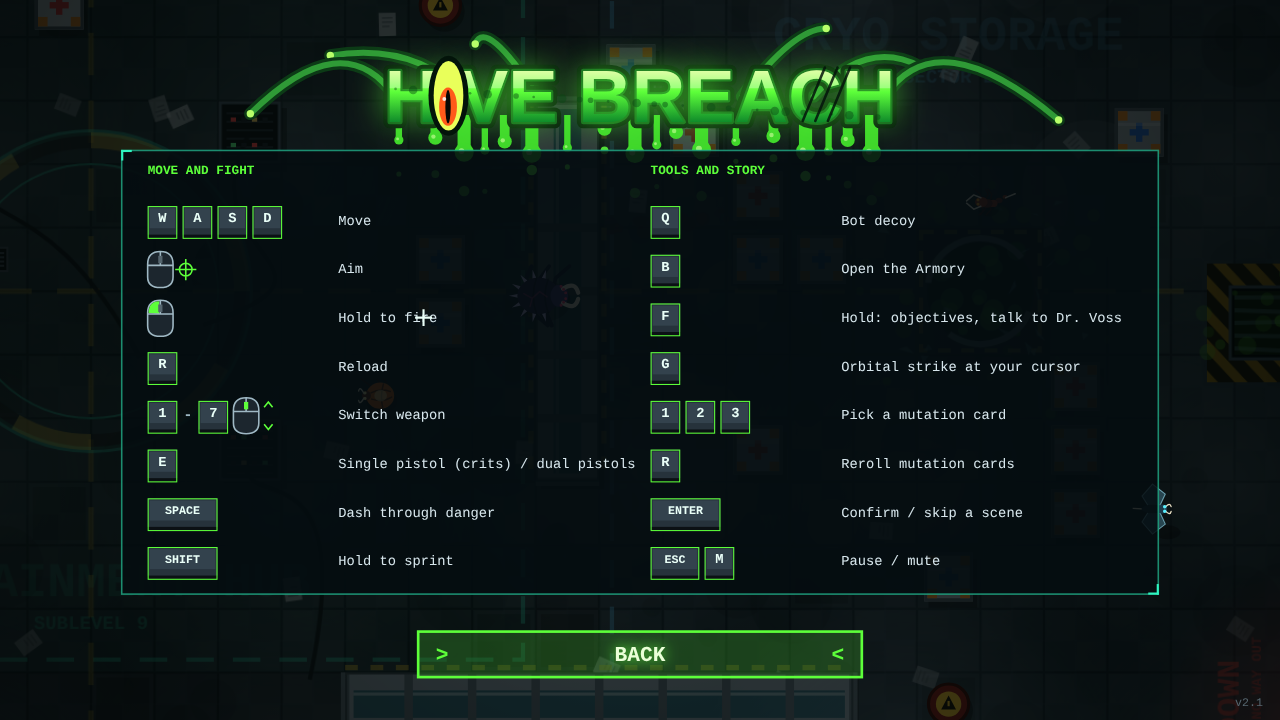 CRYO STORAGE
HIVE BREACH
MOVE AND FIGHT
W A S D Move
Aim
Hold to fire
R Reload
1 - 7 Switch weapon
E Single pistol (crits) / dual pistols
SPACE Dash through danger
SHIFT Hold to sprint
TOOLS AND STORY
Q Bot decoy
B Open the Armory
F Hold: objectives, talk to Dr. Voss
G Orbital strike at your cursor
1 2 3 Pick a mutation card
R Reroll mutation cards
ENTER Confirm / skip a scene
ESC M Pause / mute
SUBLEVEL 9
> BACK <
v2.1